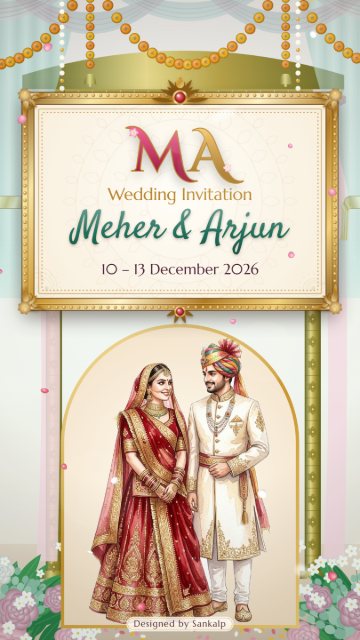 MA
Wedding Invitation
Meher & Arjun
10 – 13 December 2026
Designed by Sankalp